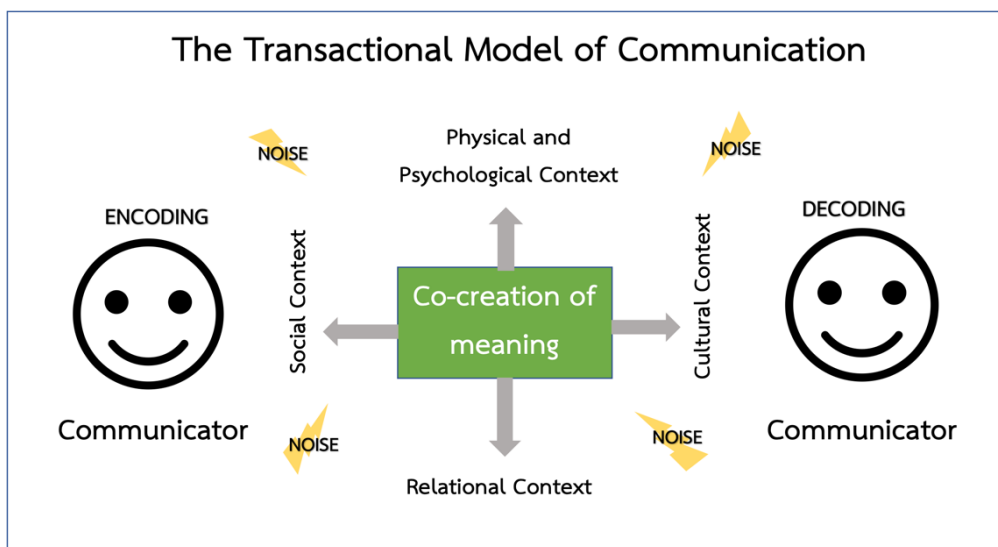 The Transactional Model of Communication
NOISE
Physical and
Psychological Context
NOISE
ENCODING
Social Context
Co-creation of
meaning
Cultural Context
DECODING
Communicator
NOISE
Relational Context
NOISE
Communicator